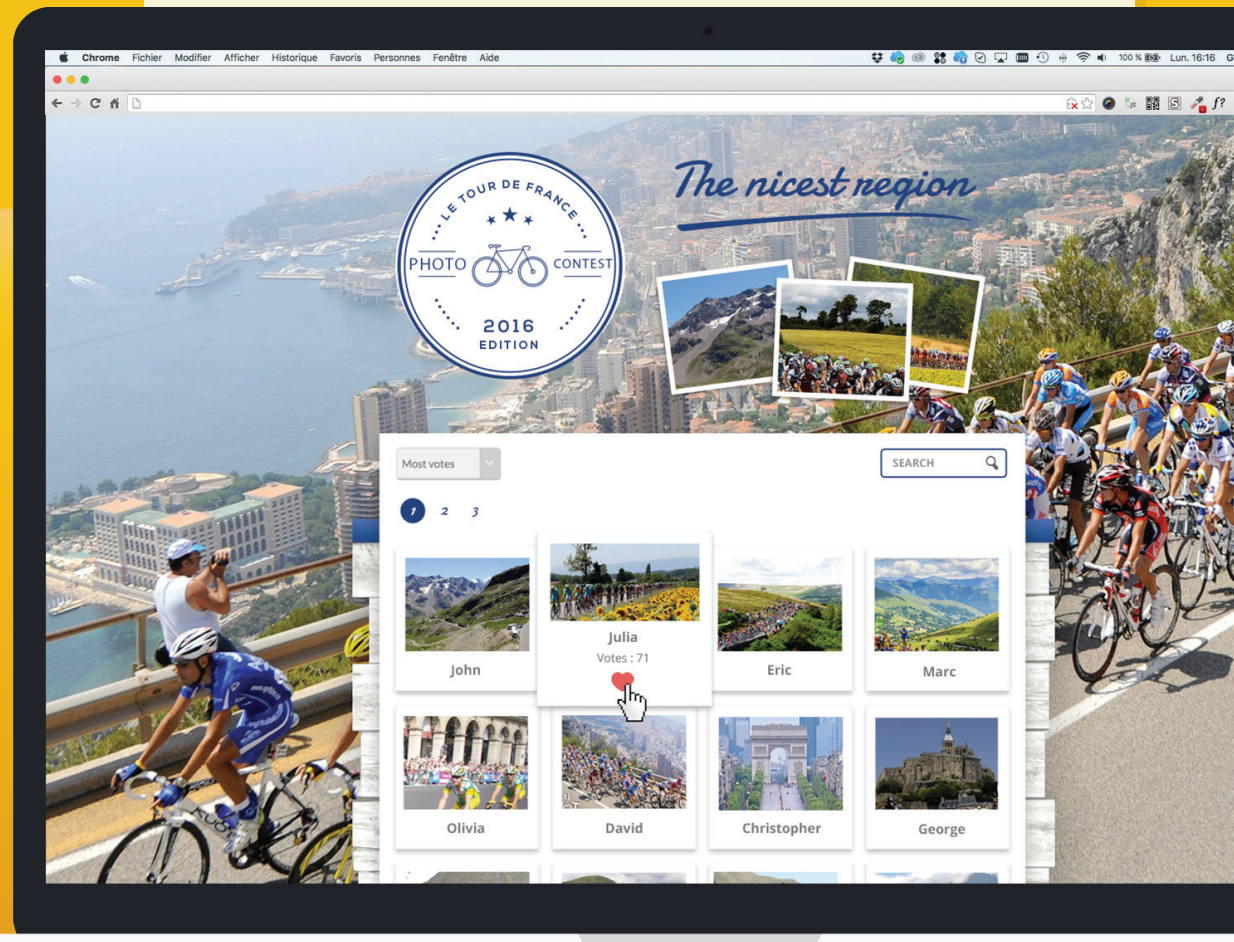 Chrome Fichier Modifier Afficher Historique Favoris Personnes Fenêtre Aide
100 % Lun. 16:16 G
f?
LE TOUR DE FRANCE
PHOTO CONTEST
2016
EDITION
The nicest region
Most votes
SEARCH
1 2 3
John
Julia
Votes : 71
Eric
Marc
Olivia
David
Christopher
George